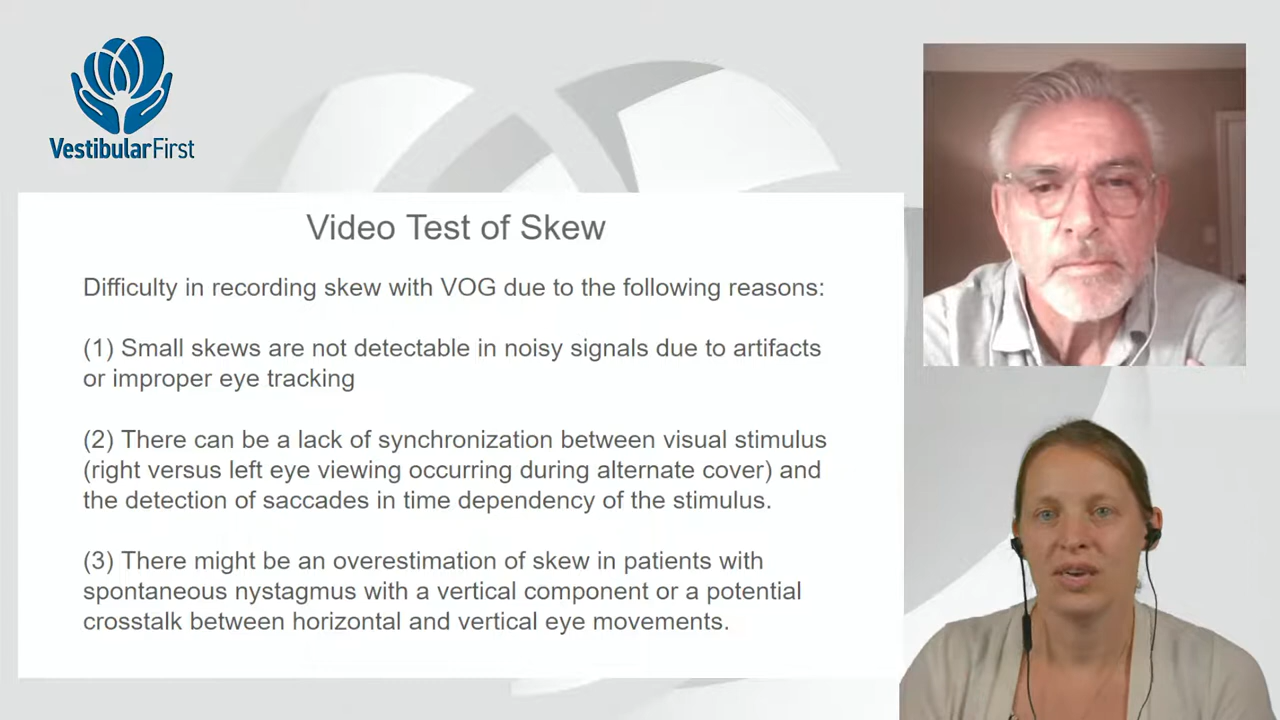 VestibularFirst
Video Test of Skew
Difficulty in recording skew with VOG due to the following reasons:
(1) Small skews are not detectable in noisy signals due to artifacts
or improper eye tracking
(2) There can be a lack of synchronization between visual stimulus
(right versus left eye viewing occurring during alternate cover) and
the detection of saccades in time dependency of the stimulus.
(3) There might be an overestimation of skew in patients with
spontaneous nystagmus with a vertical component or a potential
crosstalk between horizontal and vertical eye movements.